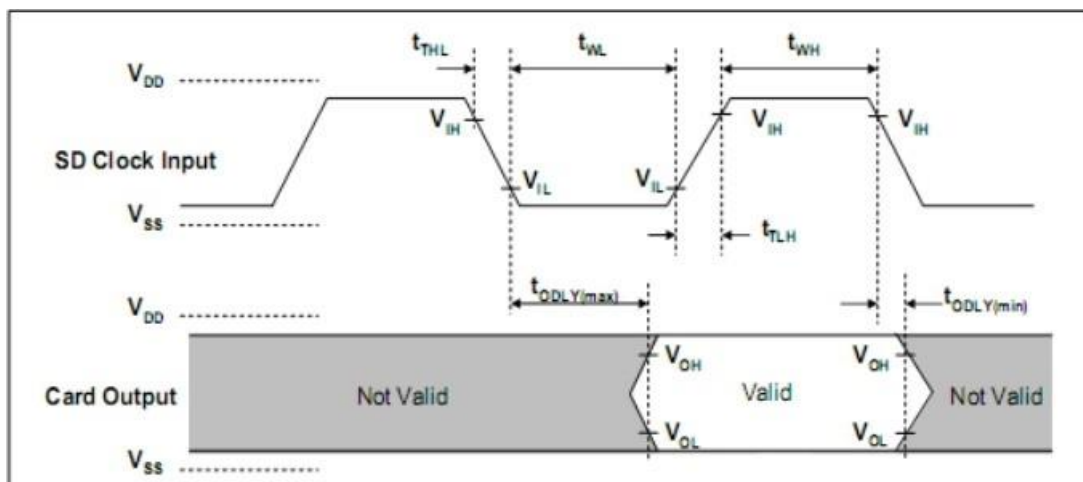 tTHL tWL tWH
VDD
VIH VIH VIH
SD Clock Input
VIL VIL
VSS
tTLH
tODLY(max) tODLY(min)
VDD
VOH VOH
Card Output Not Valid Valid Not Valid
VOL VOL
VSS